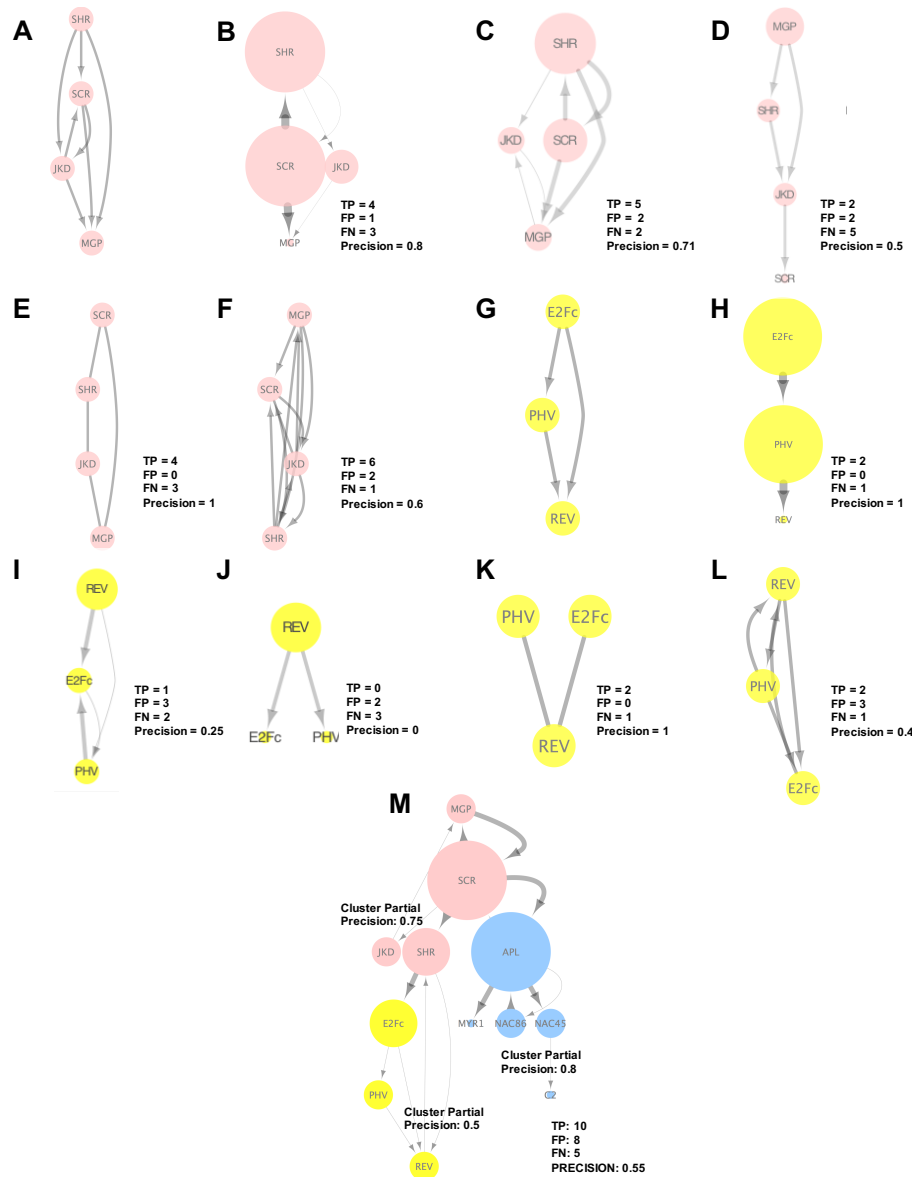 A
SHR
SCR
JKD
MGP
B
SHR
SCR
JKD
MGP
TP = 4
FP = 1
FN = 3
Precision = 0.8
C
SHR
JKD
SCR
MGP
TP = 5
FP = 2
FN = 2
Precision = 0.71
D
MGP
SHR
JKD
SCR
TP = 2
FP = 2
FN = 5
Precision = 0.5
E
SCR
SHR
JKD
MGP
TP = 4
FP = 0
FN = 3
Precision = 1
F
MGP
SCR
JKD
SHR
TP = 6
FP = 2
FN = 1
Precision = 0.6
G
E2Fc
PHV
REV
H
E2Fc
PHV
REV
TP = 2
FP = 0
FN = 1
Precision = 1
I
REV
E2Fc
PHV
TP = 1
FP = 3
FN = 2
Precision = 0.25
J
REV
E2Fc
PHV
TP = 0
FP = 2
FN = 3
Precision = 0
K
PHV
E2Fc
REV
TP = 2
FP = 0
FN = 1
Precision = 1
L
REV
PHV
E2Fc
TP = 2
FP = 3
FN = 1
Precision = 0.4
M
MGP
SCR
Cluster Partial
Precision: 0.75
JKD
SHR
APL
E2Fc
MYR1
NAC86
NAC45
Cluster Partial
Precision: 0.8
PHV
Cluster Partial
Precision: 0.5
REV
TP: 10
FP: 8
FN: 5
PRECISION: 0.55